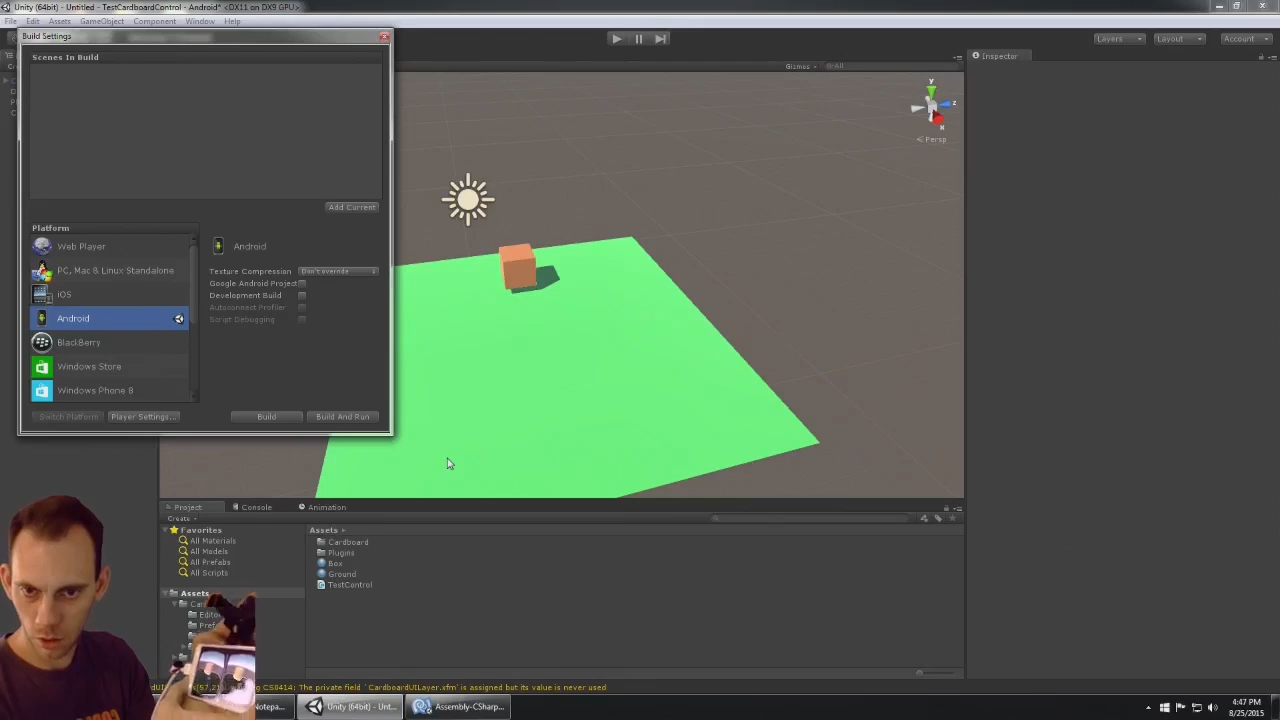 Unity (64bit) - Untitled - TestCardboardControl - Android* <DX11 on DX9 GPU>
File Edit Assets GameObject Component Window Help
Build Settings
Layers Layout Account
Scenes In Build
Inspector
Gizmos All
y
z
x
Persp
Add Current
Platform
Web Player
Android
PC, Mac & Linux Standalone
Texture Compression Don't override
iOS
Google Android Project
Development Build
Android
Autoconnect Profiler
Script Debugging
BlackBerry
Windows Store
Windows Phone 8
Switch Platform Player Settings... Build Build And Run
Project Console Animation
Create
Favorites
All Materials
All Models
All Prefabs
All Scripts
Assets
Cardboard
Plugins
Box
Ground
TestControl
Assets
Editor
CS0414: The private field `CardboardUILayer.xfm' is assigned but its value is never used
Notepa... Unity (64bit) - Unt... Assembly-CSharp...
4:47 PM
8/25/2015